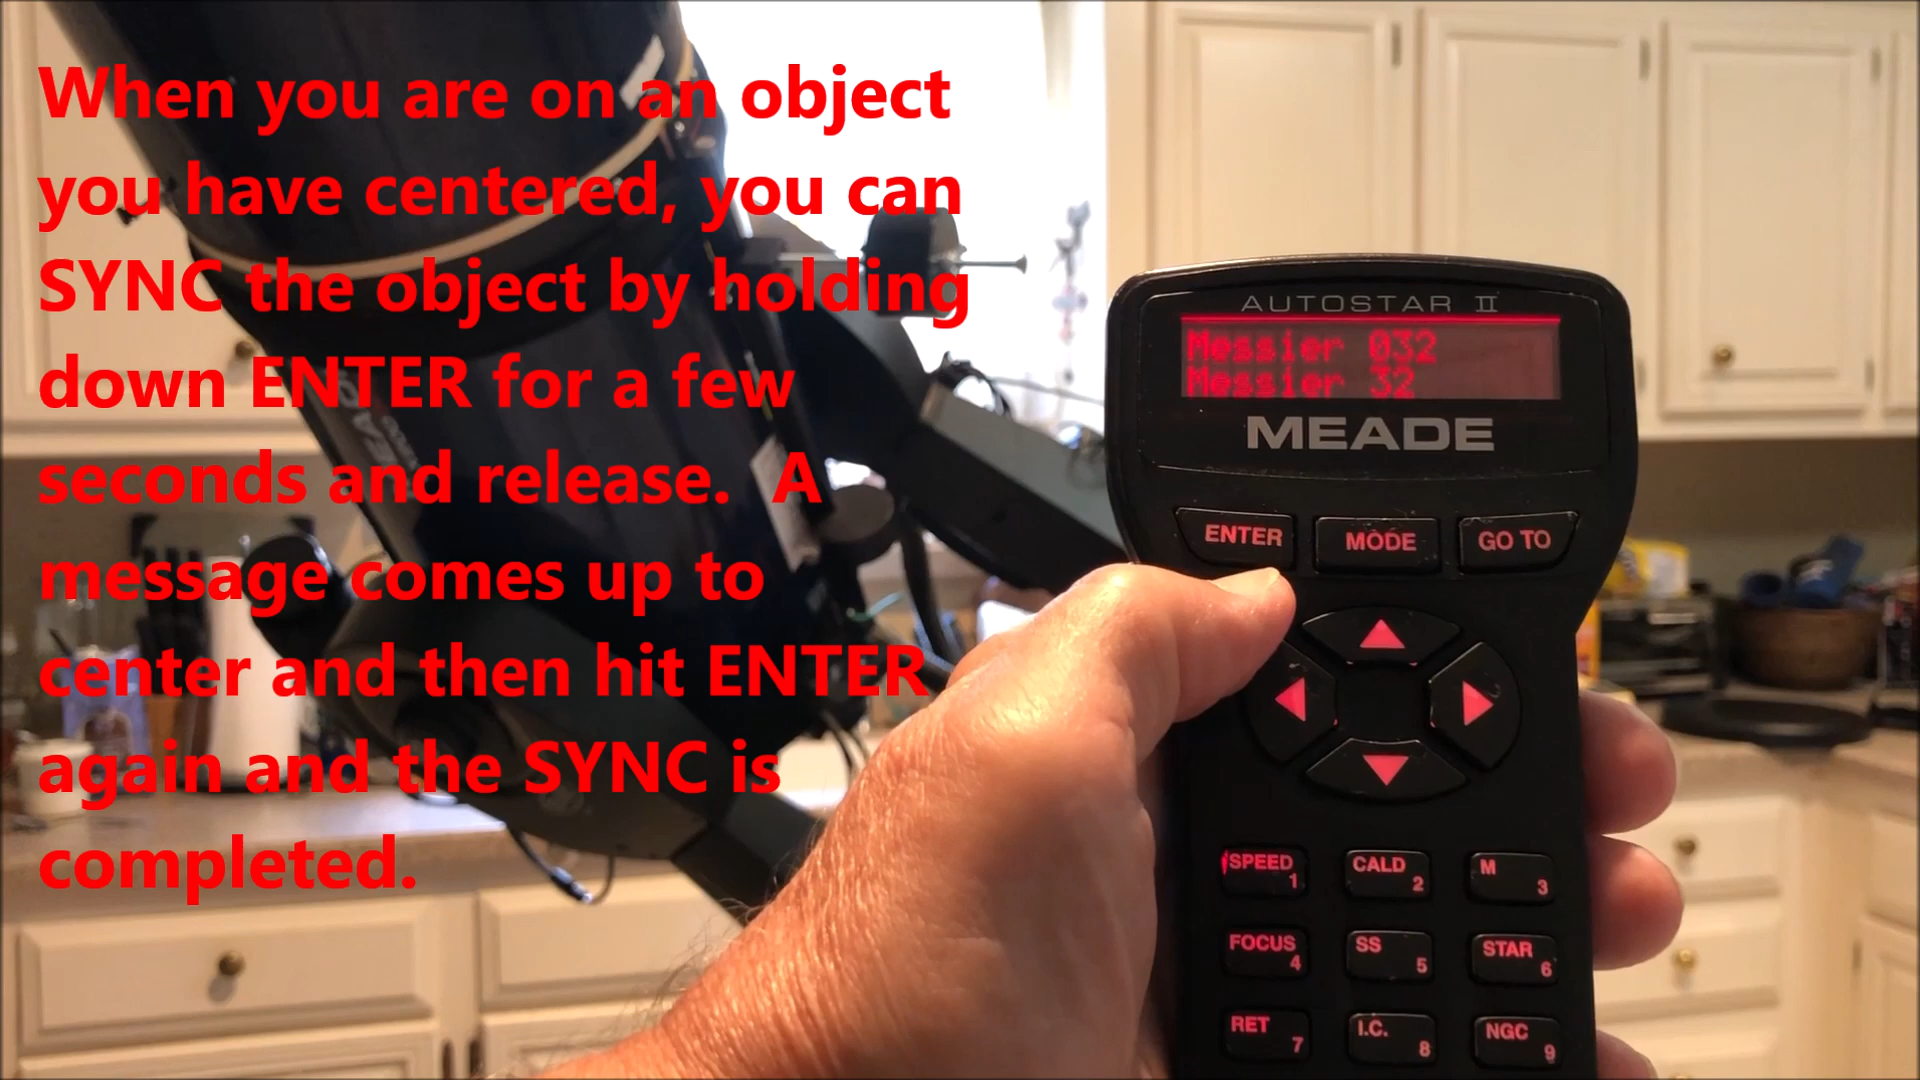 When you are on an object
you have centered, you can
SYNC the object by holding
down ENTER for a few
seconds and release.  A
message comes up to
center and then hit ENTER
again and the SYNC is
completed.
AUTOSTAR II
Messier 032
Messier 32
MEADE
ENTER MODE GO TO
SPEED 1 CALD 2 M 3
FOCUS 4 SS 5 STAR 6
RET 7 I.C. 8 NGC 9